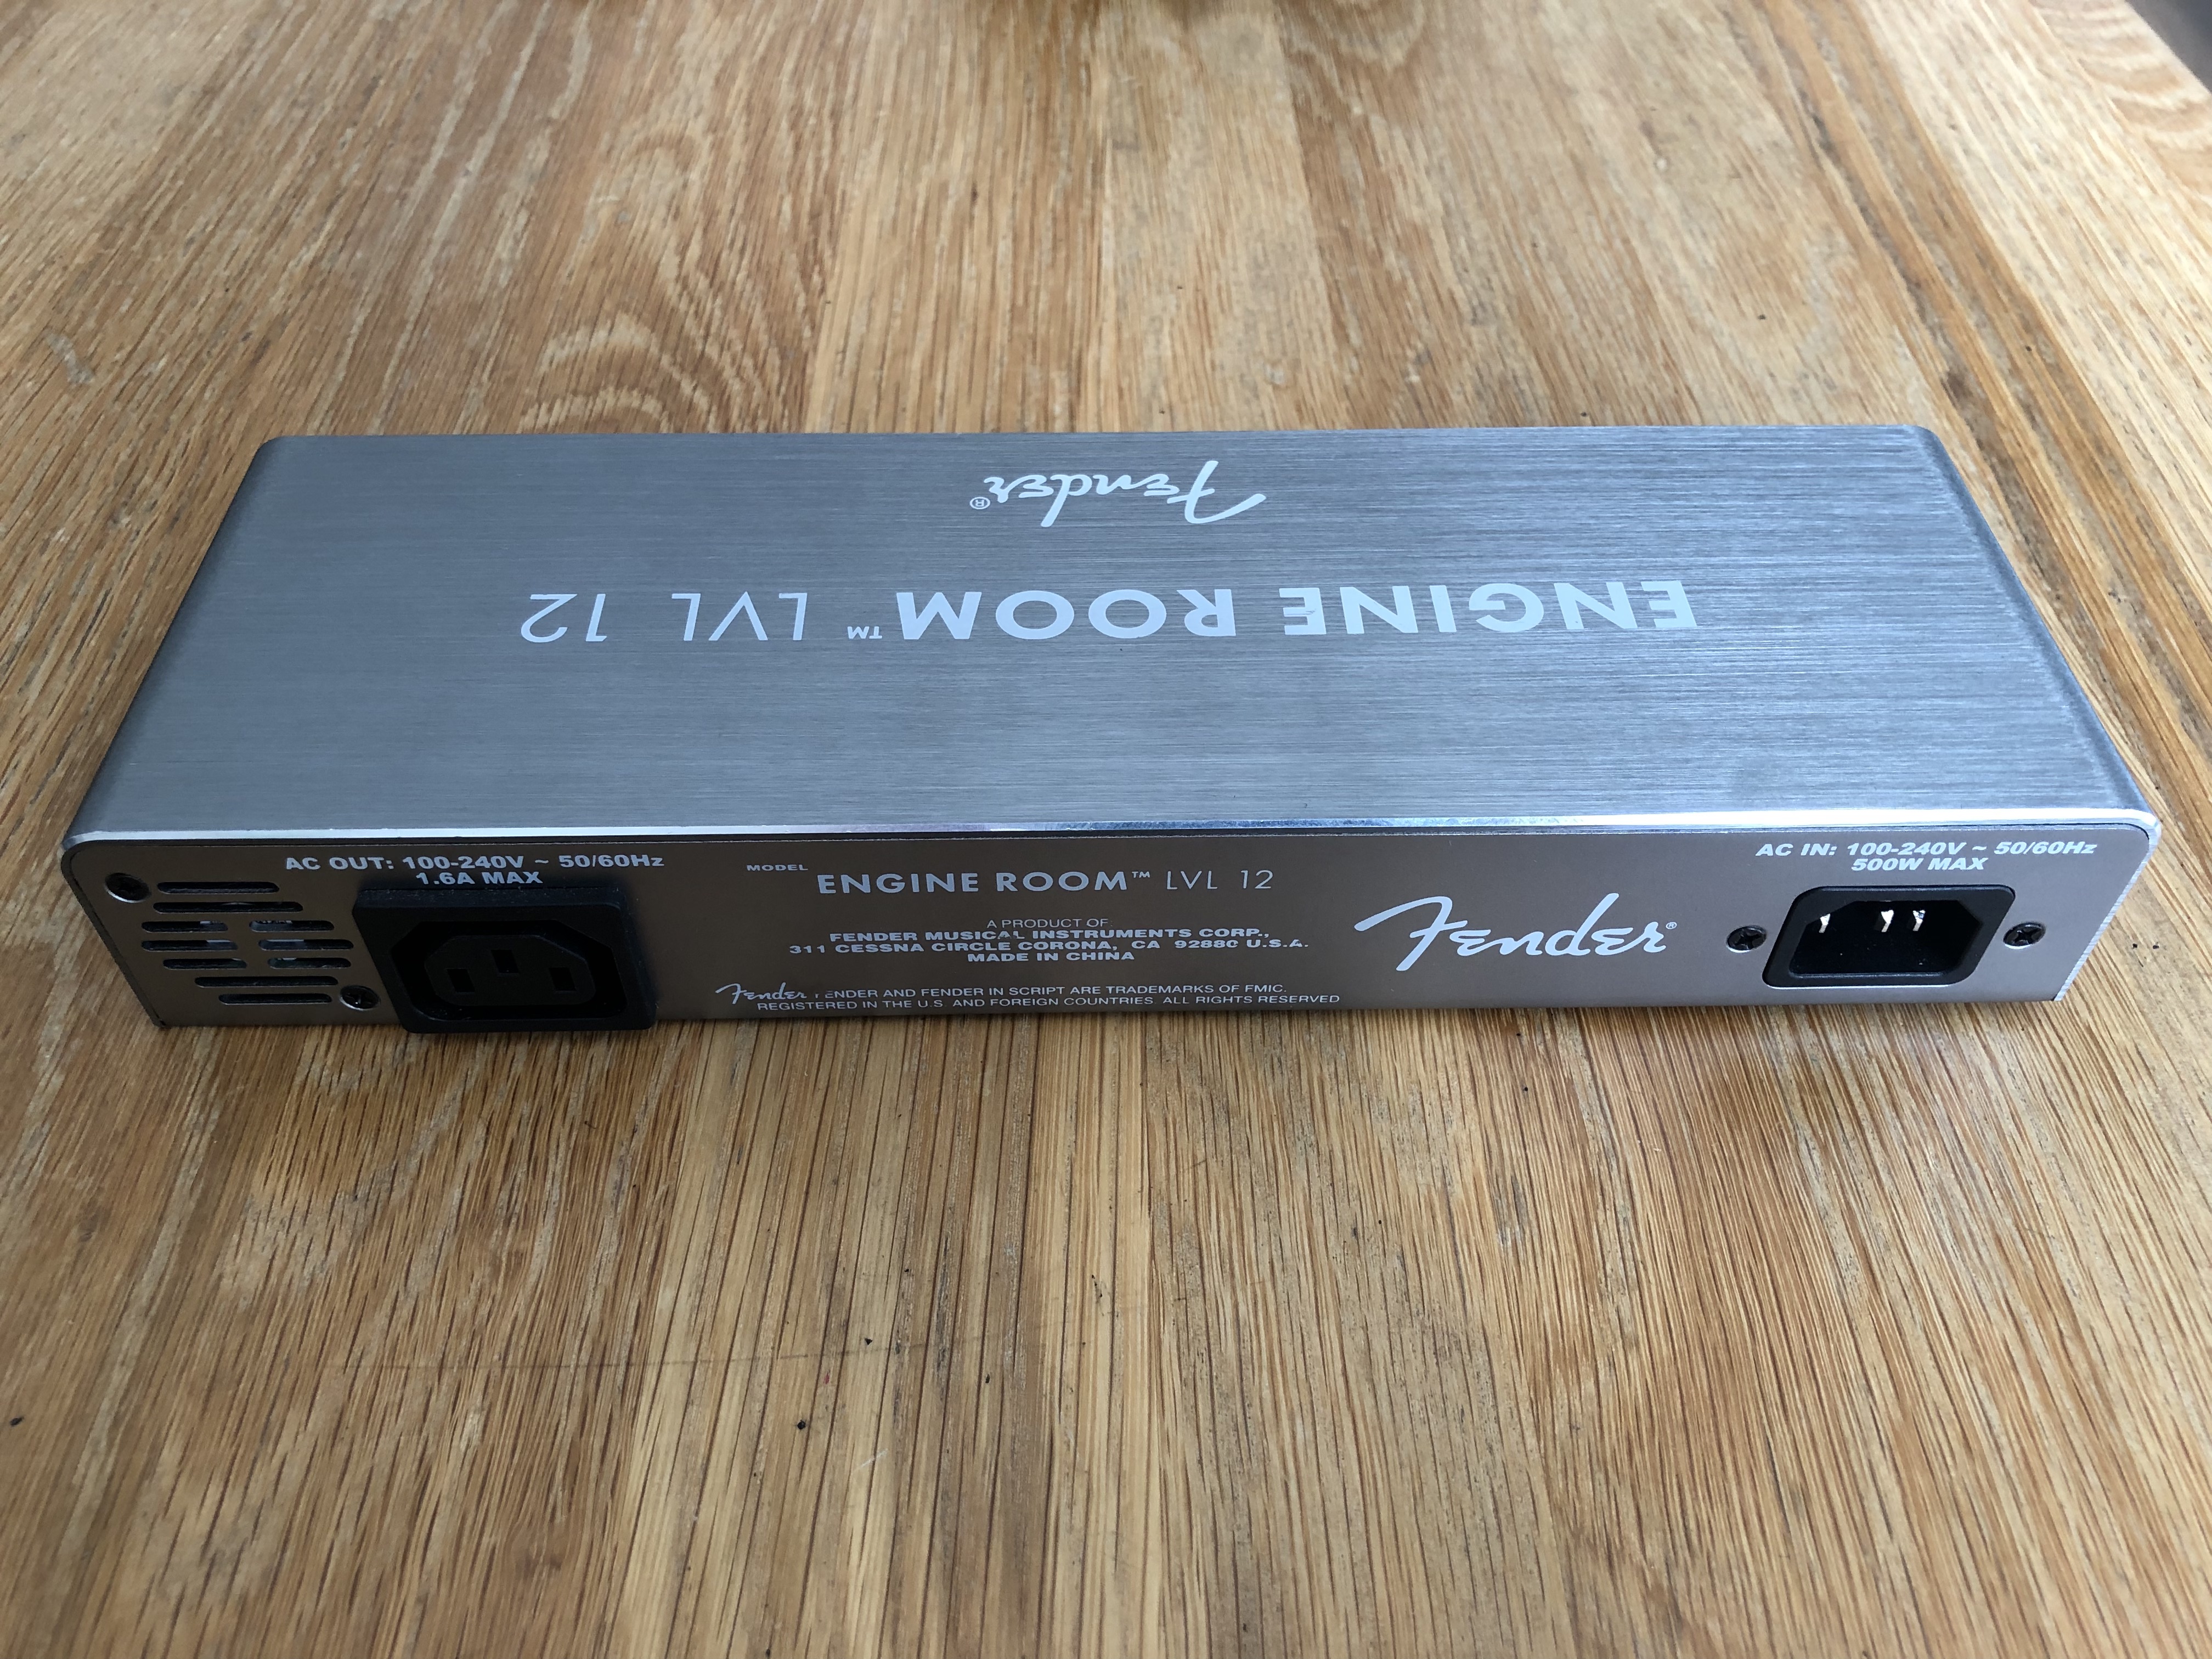 Fender®
ENGINE ROOM™ LVL 12
AC OUT: 100-240V ~ 50/60Hz
1.6A MAX
MODEL ENGINE ROOM™ LVL 12
A PRODUCT OF
FENDER MUSICAL INSTRUMENTS CORP.,
311 CESSNA CIRCLE CORONA, CA 92880 U.S.A.
MADE IN CHINA
Fender FENDER AND FENDER IN SCRIPT ARE TRADEMARKS OF FMIC.
REGISTERED IN THE U.S. AND FOREIGN COUNTRIES. ALL RIGHTS RESERVED
Fender®
AC IN: 100-240V ~ 50/60Hz
500W MAX